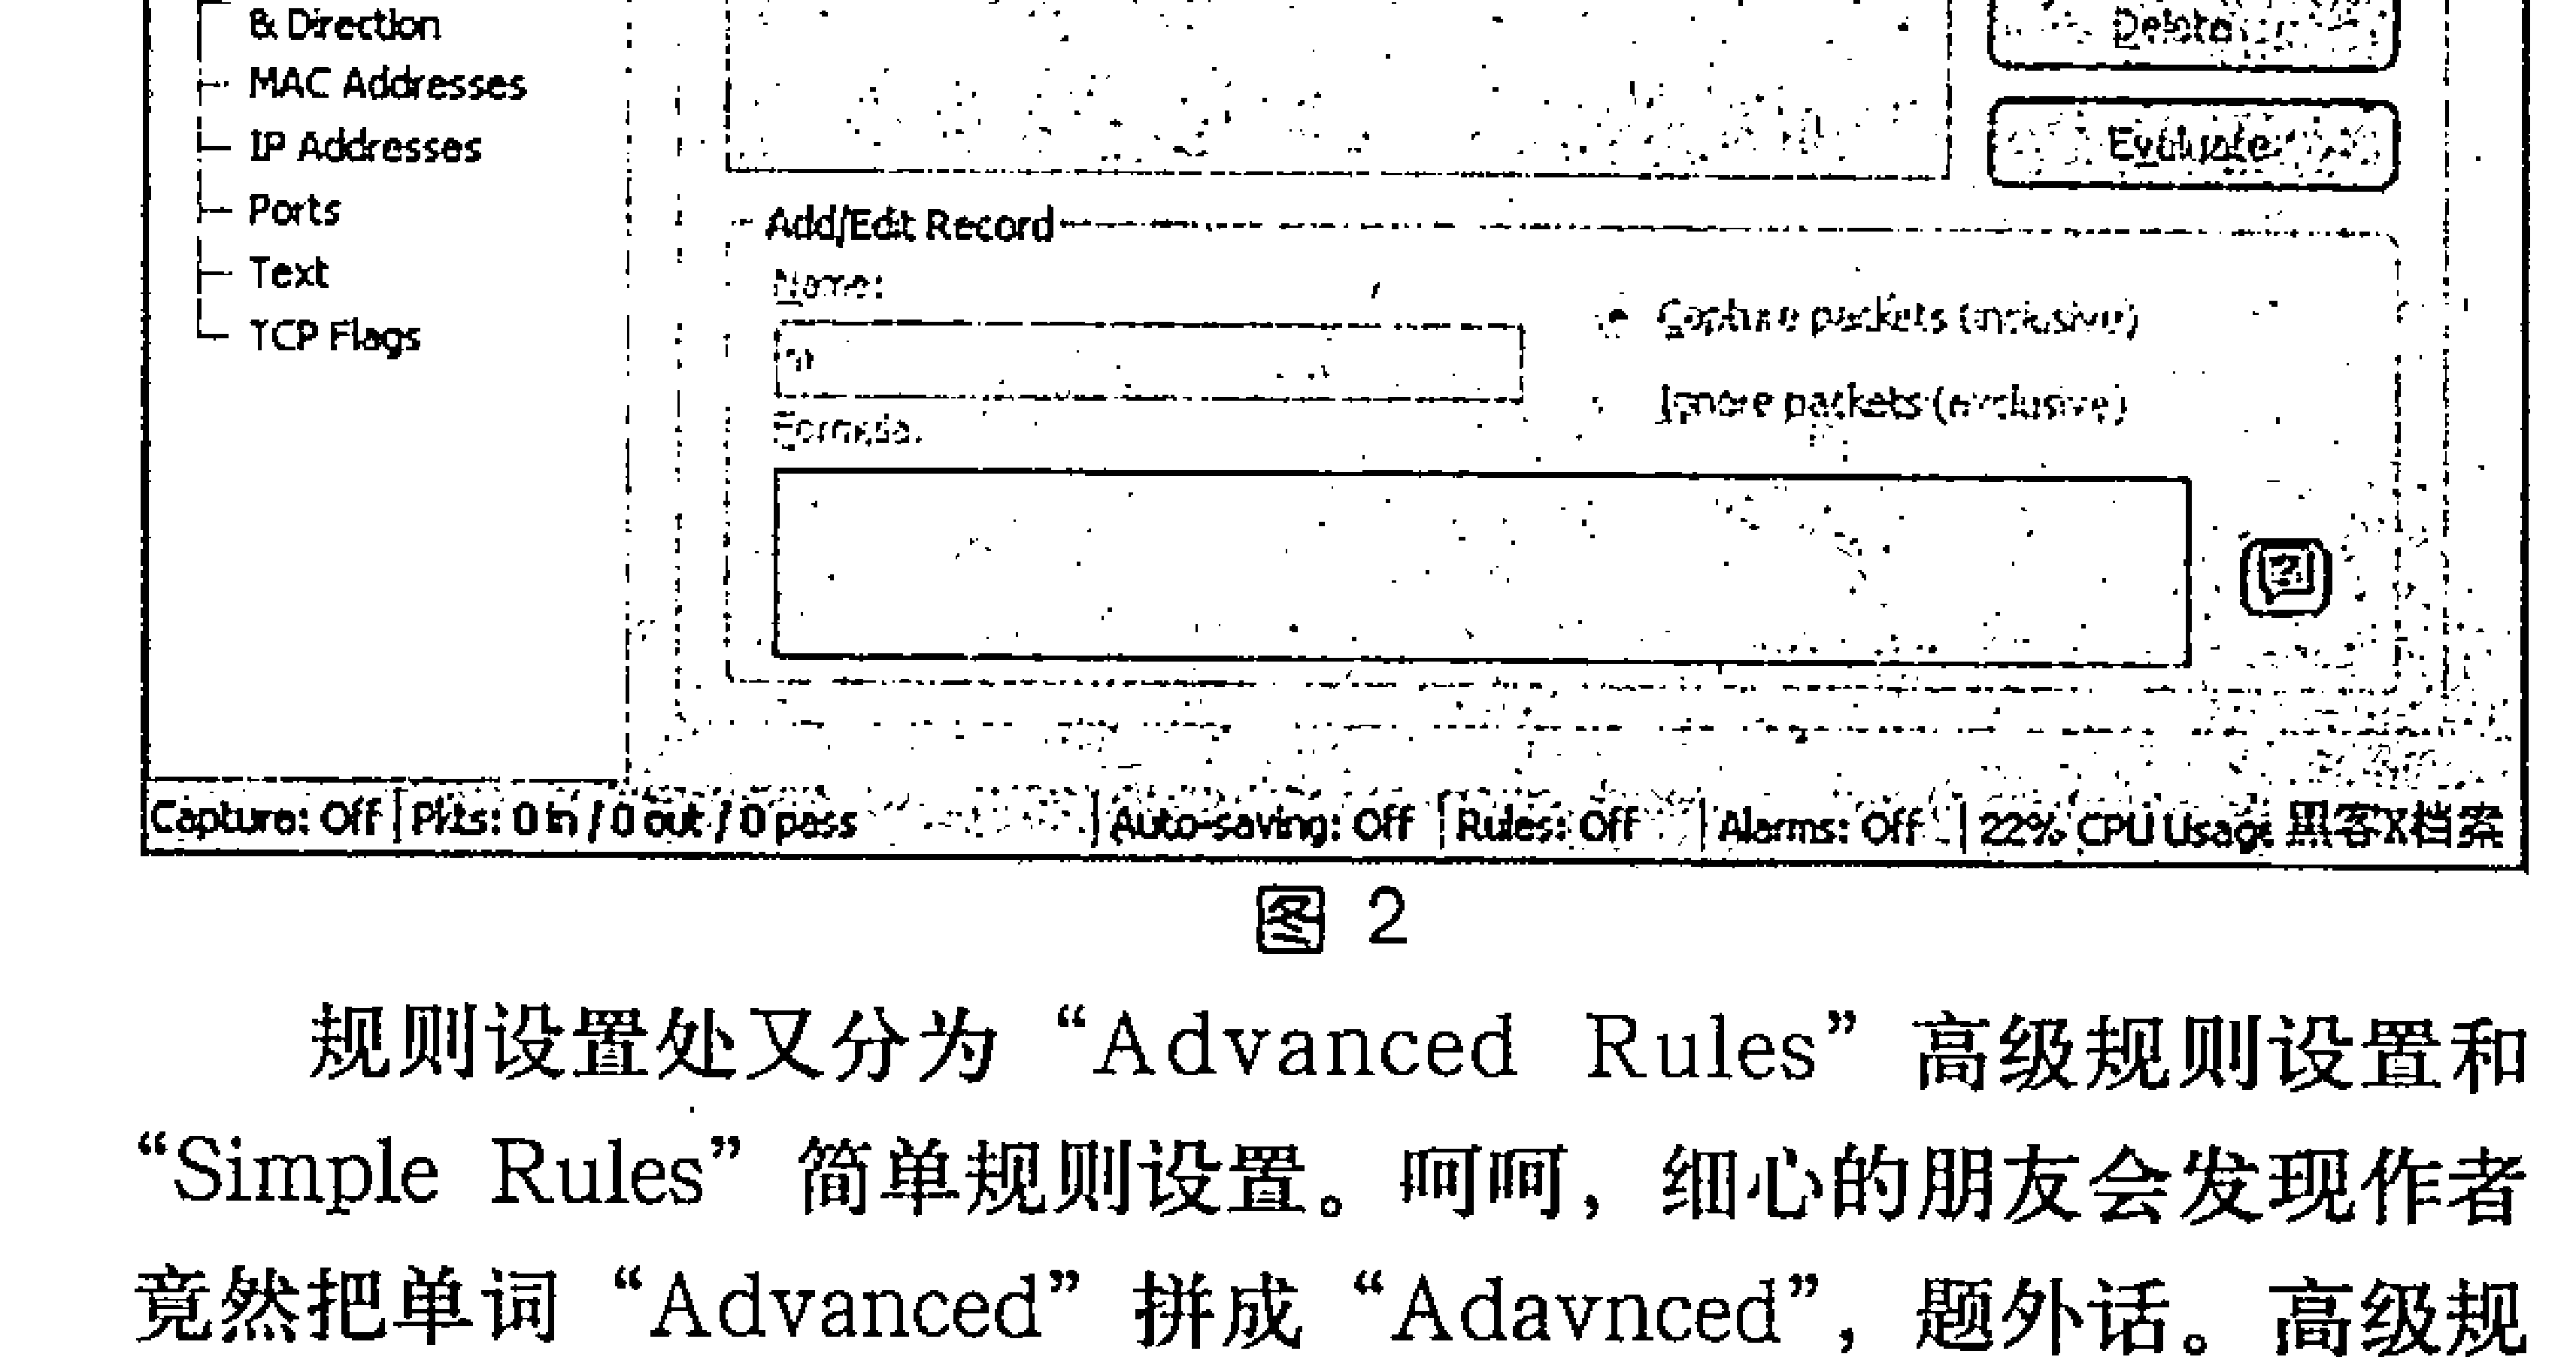 & Direction
MAC Addresses
IP Addresses
Ports
Text
TCP Flags
Delete
Evaluate
Add/Edit Record
Name:
Capture packets (inclusive)
Ignore packets (exclusive)
Formula:
Capture: Off Pkts: 0 in / 0 out / 0 pass Auto-saving: Off Rules: Off Alarms: Off 22% CPU Usage 黑客X档案
图 2
规则设置处又分为“Advanced Rules”高级规则设置和
“Simple Rules”简单规则设置。呵呵，细心的朋友会发现作者
竟然把单词“Advanced”拼成“Adavnced”，题外话。高级规